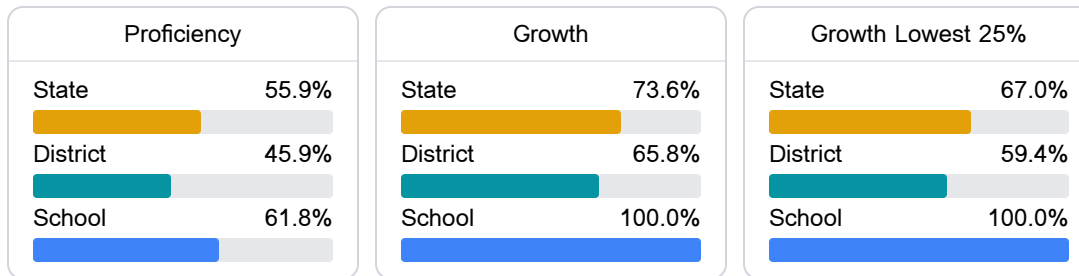 Proficiency
State 55.9%
District 45.9%
School 61.8%
Growth
State 73.6%
District 65.8%
School 100.0%
Growth Lowest 25%
State 67.0%
District 59.4%
School 100.0%